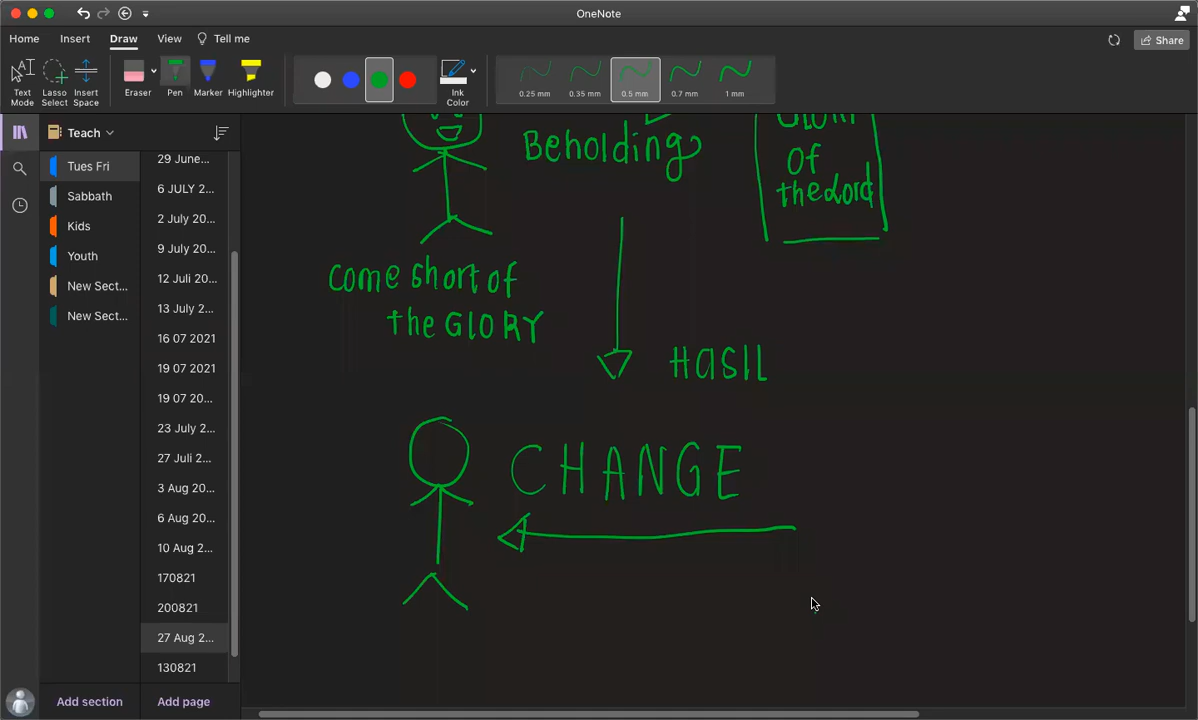 OneNote
Home Insert Draw View Tell me
Share
Text Mode
Lasso Select
Insert Space
Eraser
Pen
Marker
Highlighter
Ink Color
0.25 mm
0.35 mm
0.5 mm
0.7 mm
1 mm
Teach
Tues Fri
Sabbath
Kids
Youth
New Sect...
New Sect...
29 June...
6 JULY 2...
2 July 20...
9 July 20...
12 Juli 20...
13 July 2...
16 07 2021
19 07 2021
19 07 20...
23 July 2...
27 Juli 2...
3 Aug 20...
6 Aug 20...
10 Aug 2...
170821
200821
27 Aug 2...
130821
Add section
Add page
Beholding
Of
the Lord
Come short of
the GLORY
HASIL
CHANGE